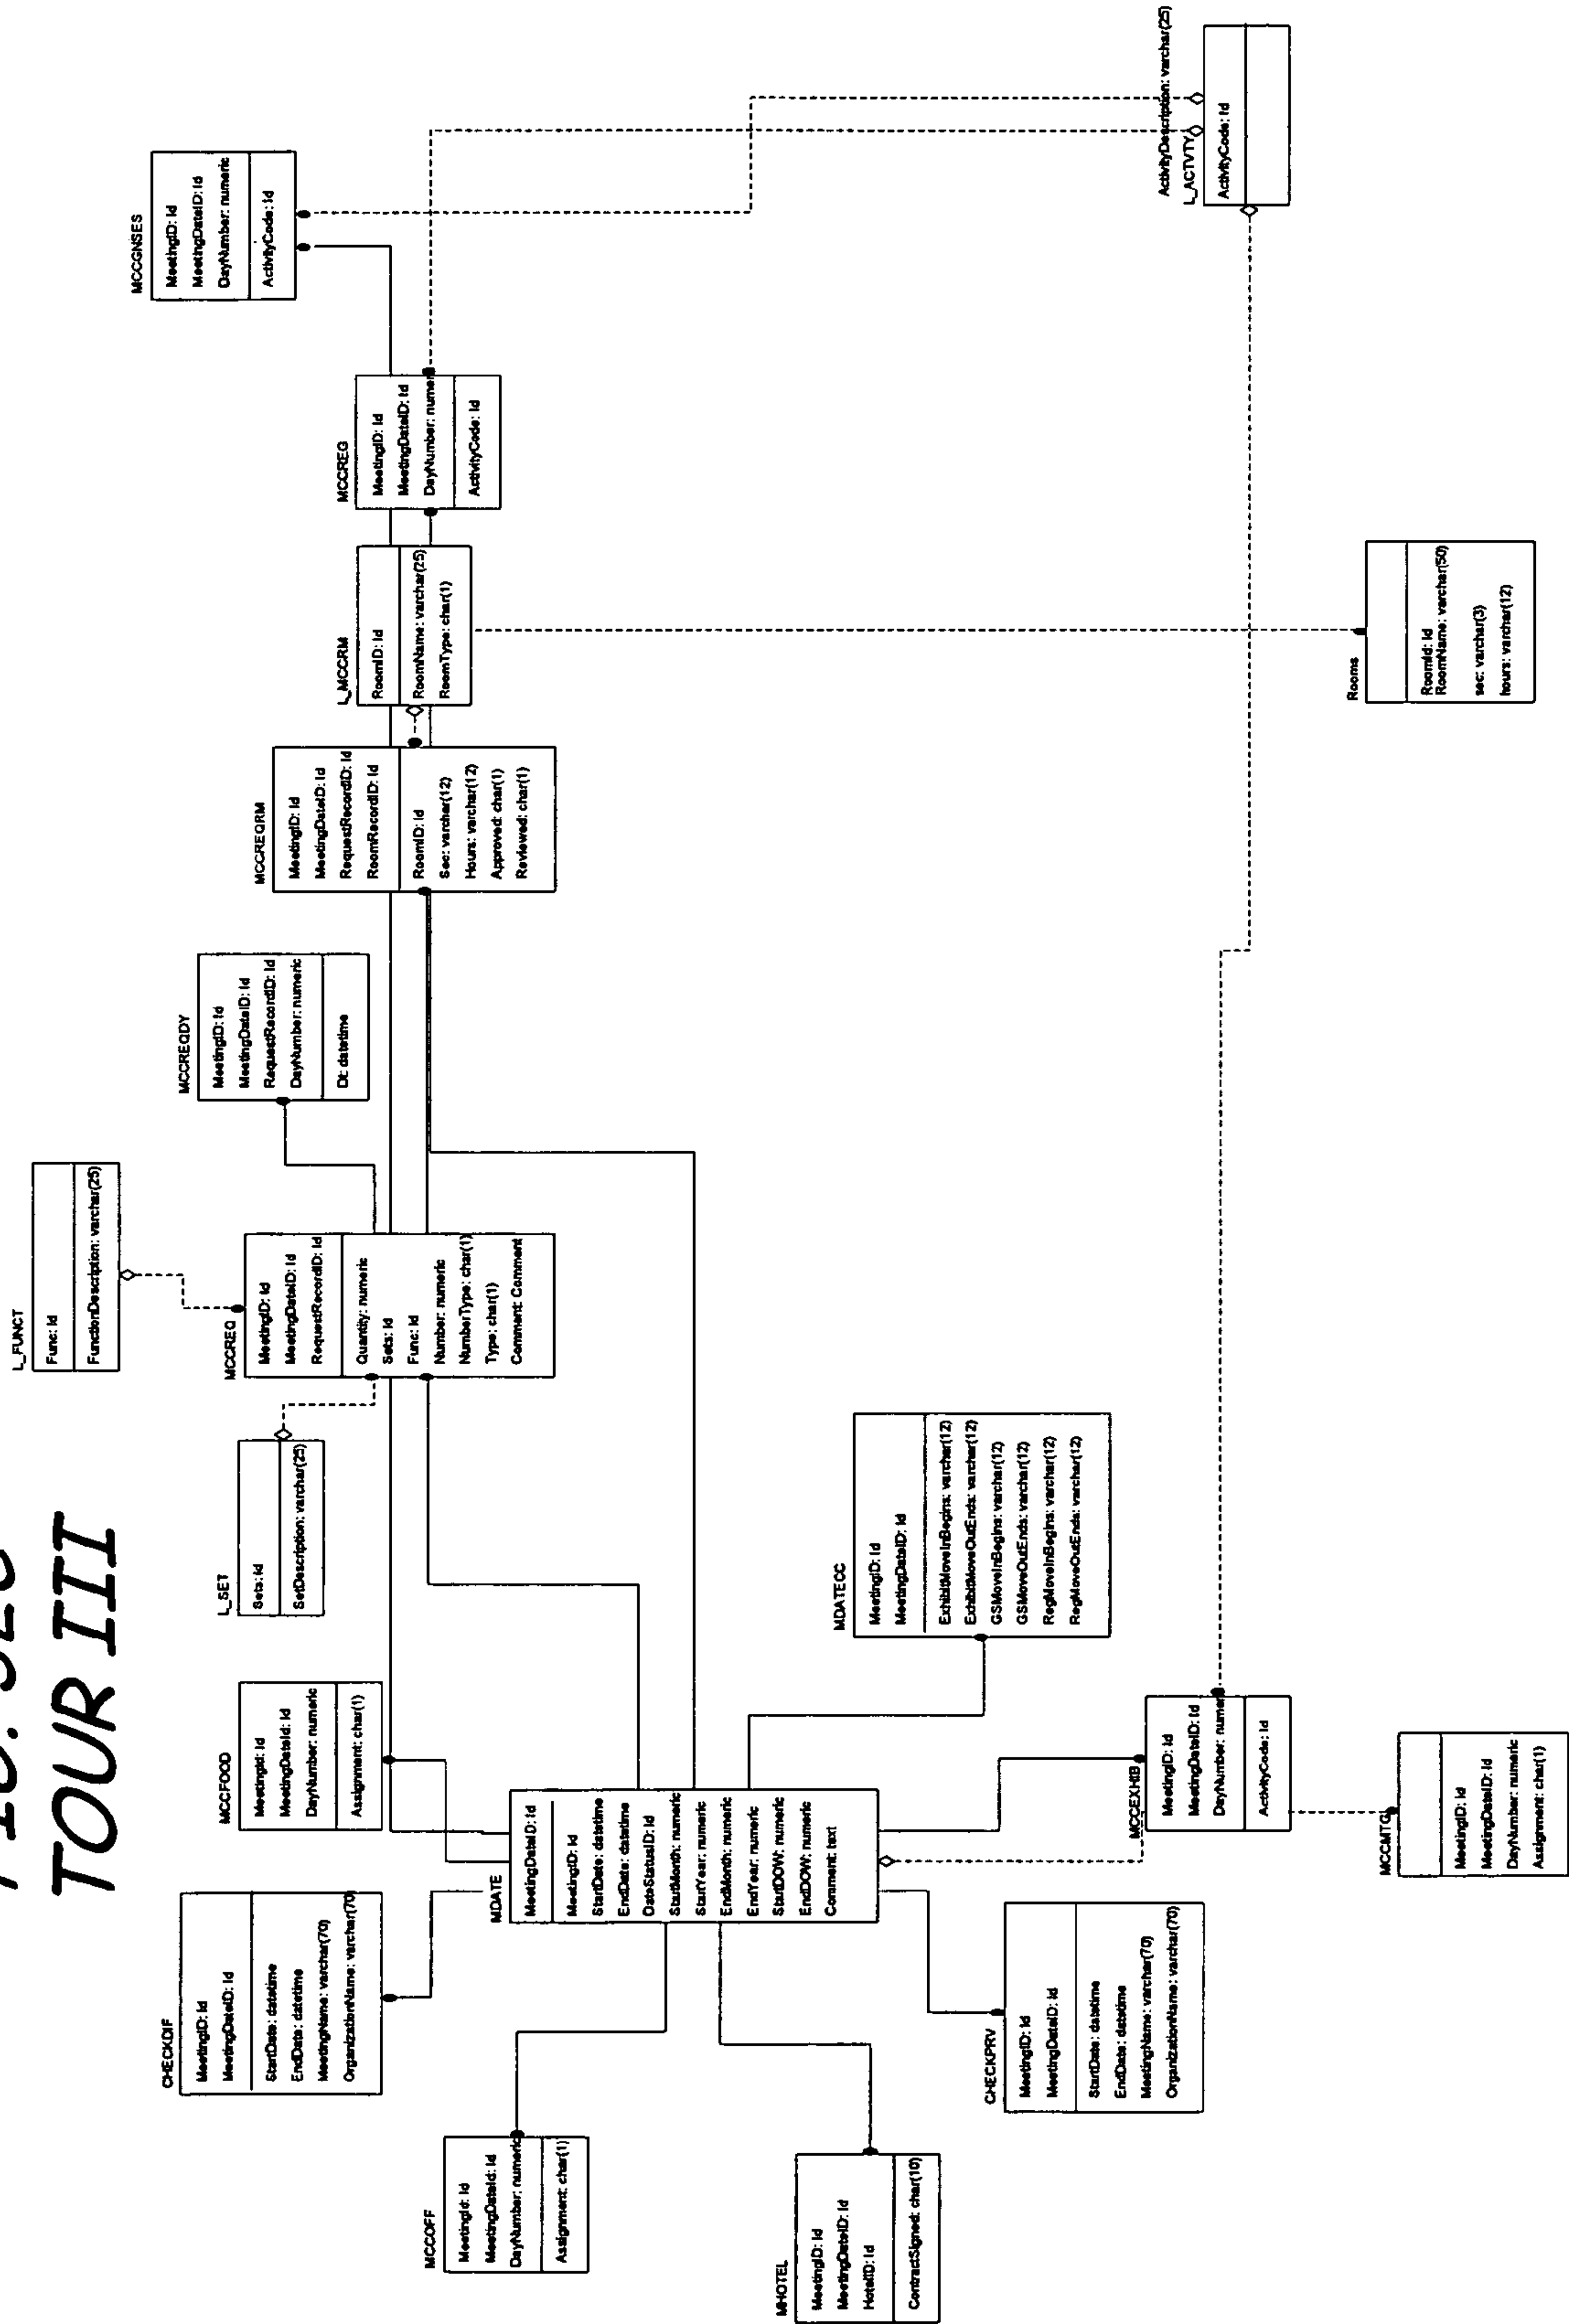 TOUR III
L_FUNCT
Func: Id
FunctionDescription: varchar(25)
MCCGNSES
MeetingID: Id
MeetingDateID: Id
DayNumber: numeric
ActivityCode: Id
CHECKDIF
MeetingID: Id
MeetingDateID: Id
StartDate: datetime
EndDate: datetime
MeetingName: varchar(70)
OrganizationName: varchar(70)
MCCFOOD
MeetingId: Id
MeetingDateId: Id
DayNumber: numeric
Assignment: char(1)
L_SET
Sets: Id
SetDescription: varchar(25)
MCCREQ
MeetingID: Id
MeetingDateID: Id
RequestRecordID: Id
Quantity: numeric
Sets: Id
Func: Id
Number: numeric
NumberType: char(1)
Type: char(1)
Comment: Comment
MCCREQDY
MeetingID: Id
MeetingDateID: Id
RequestRecordID: Id
DayNumber: numeric
Dt: datetime
MCCREQRM
MeetingID: Id
MeetingDateID: Id
RequestRecordID: Id
RoomRecordID: Id
RoomID: Id
Sec: varchar(12)
Hours: varchar(12)
Approved: char(1)
Reviewed: char(1)
L_MCCRM
RoomID: Id
RoomName: varchar(25)
RoomType: char(1)
MCCREG
MeetingID: Id
MeetingDateID: Id
DayNumber: numeri
ActivityCode: Id
MCCOFF
MeetingId: Id
MeetingDateId: Id
DayNumber: numeric
Assignment: char(1)
MDATE
MeetingDateID: Id
MeetingID: Id
StartDate: datetime
EndDate: datetime
DateStatusID: Id
StartMonth: numeric
StartYear: numeric
EndMonth: numeric
EndYear: numeric
StartDOW: numeric
EndDOW: numeric
Comment: text
MHOTEL
MeetingID: Id
MeetingDateID: Id
HotelID: Id
ContractSigned: char(10)
MDATECC
MeetingID: Id
MeetingDateID: Id
ExhibitMoveInBegins: varchar(12)
ExhibitMoveOutEnds: varchar(12)
GSMoveInBegins: varchar(12)
GSMoveOutEnds: varchar(12)
RegMoveInBegins: varchar(12)
RegMoveOutEnds: varchar(12)
CHECKPRV
MeetingID: Id
MeetingDateID: Id
StartDate: datetime
EndDate: datetime
MeetingName: varchar(70)
OrganizationName: varchar(70)
MCCEXHIB
MeetingID: Id
MeetingDateID: Id
DayNumber: numeri
ActivityCode: Id
ActivityDescription: varchar(25)
L_ACTVTY
ActivityCode: Id
Rooms
RoomId: Id
RoomName: varchar(50)
sec: varchar(3)
hours: varchar(12)
MCCMTG
MeetingID: Id
MeetingDateID: Id
DayNumber: numeric
Assignment: char(1)